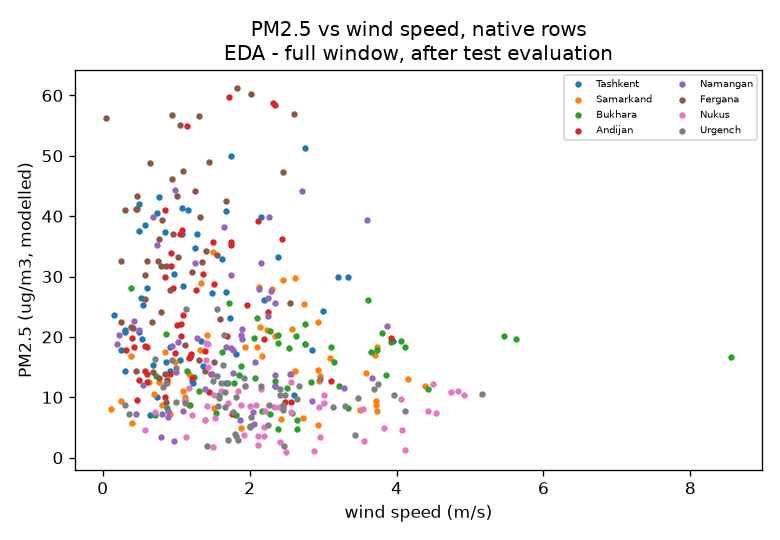 PM2.5 vs wind speed, native rows
EDA - full window, after test evaluation
Tashkent
Samarkand
Bukhara
Andijan
Namangan
Fergana
Nukus
Urgench
PM2.5 (ug/m3, modelled)
60
50
40
30
20
10
0
0 2 4 6 8
wind speed (m/s)